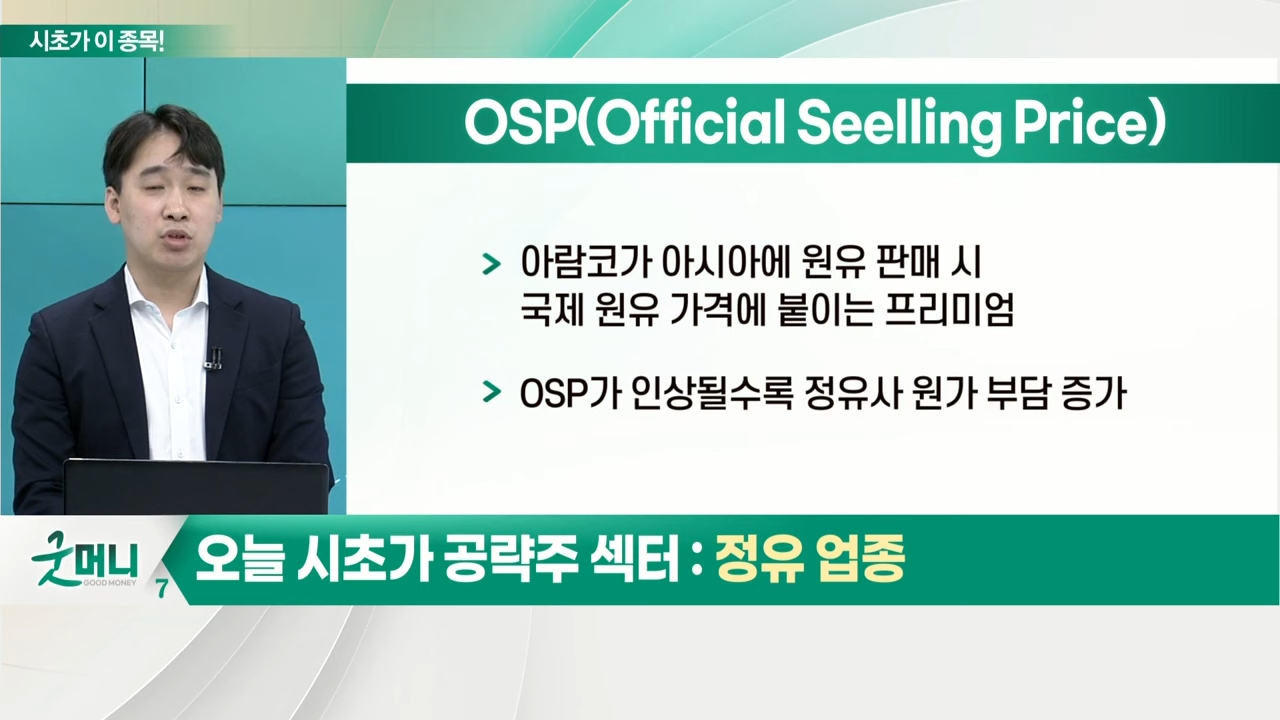 시초가 이 종목!
OSP(Official Seelling Price)
> 아람코가 아시아에 원유 판매 시
국제 원유 가격에 붙이는 프리미엄
> OSP가 인상될수록 정유사 원가 부담 증가
굿머니
GOOD MONEY
7
오늘 시초가 공략주 섹터 : 정유 업종